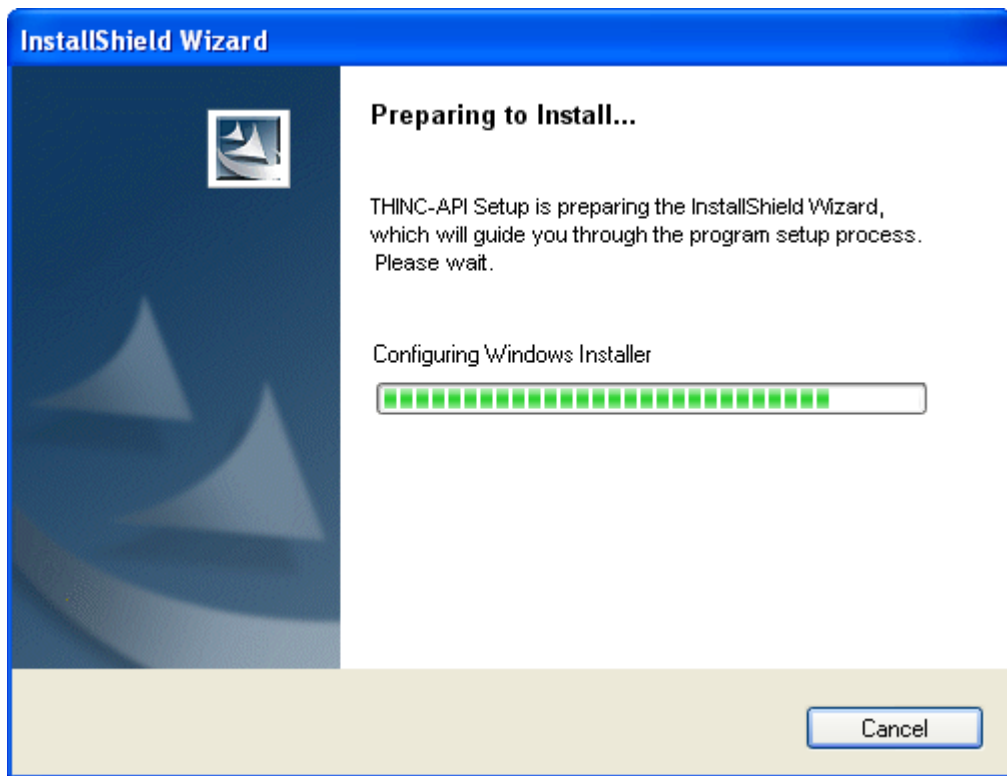 InstallShield Wizard
Preparing to Install...
THINC-API Setup is preparing the InstallShield Wizard,
which will guide you through the program setup process.
Please wait.
Configuring Windows Installer
Cancel